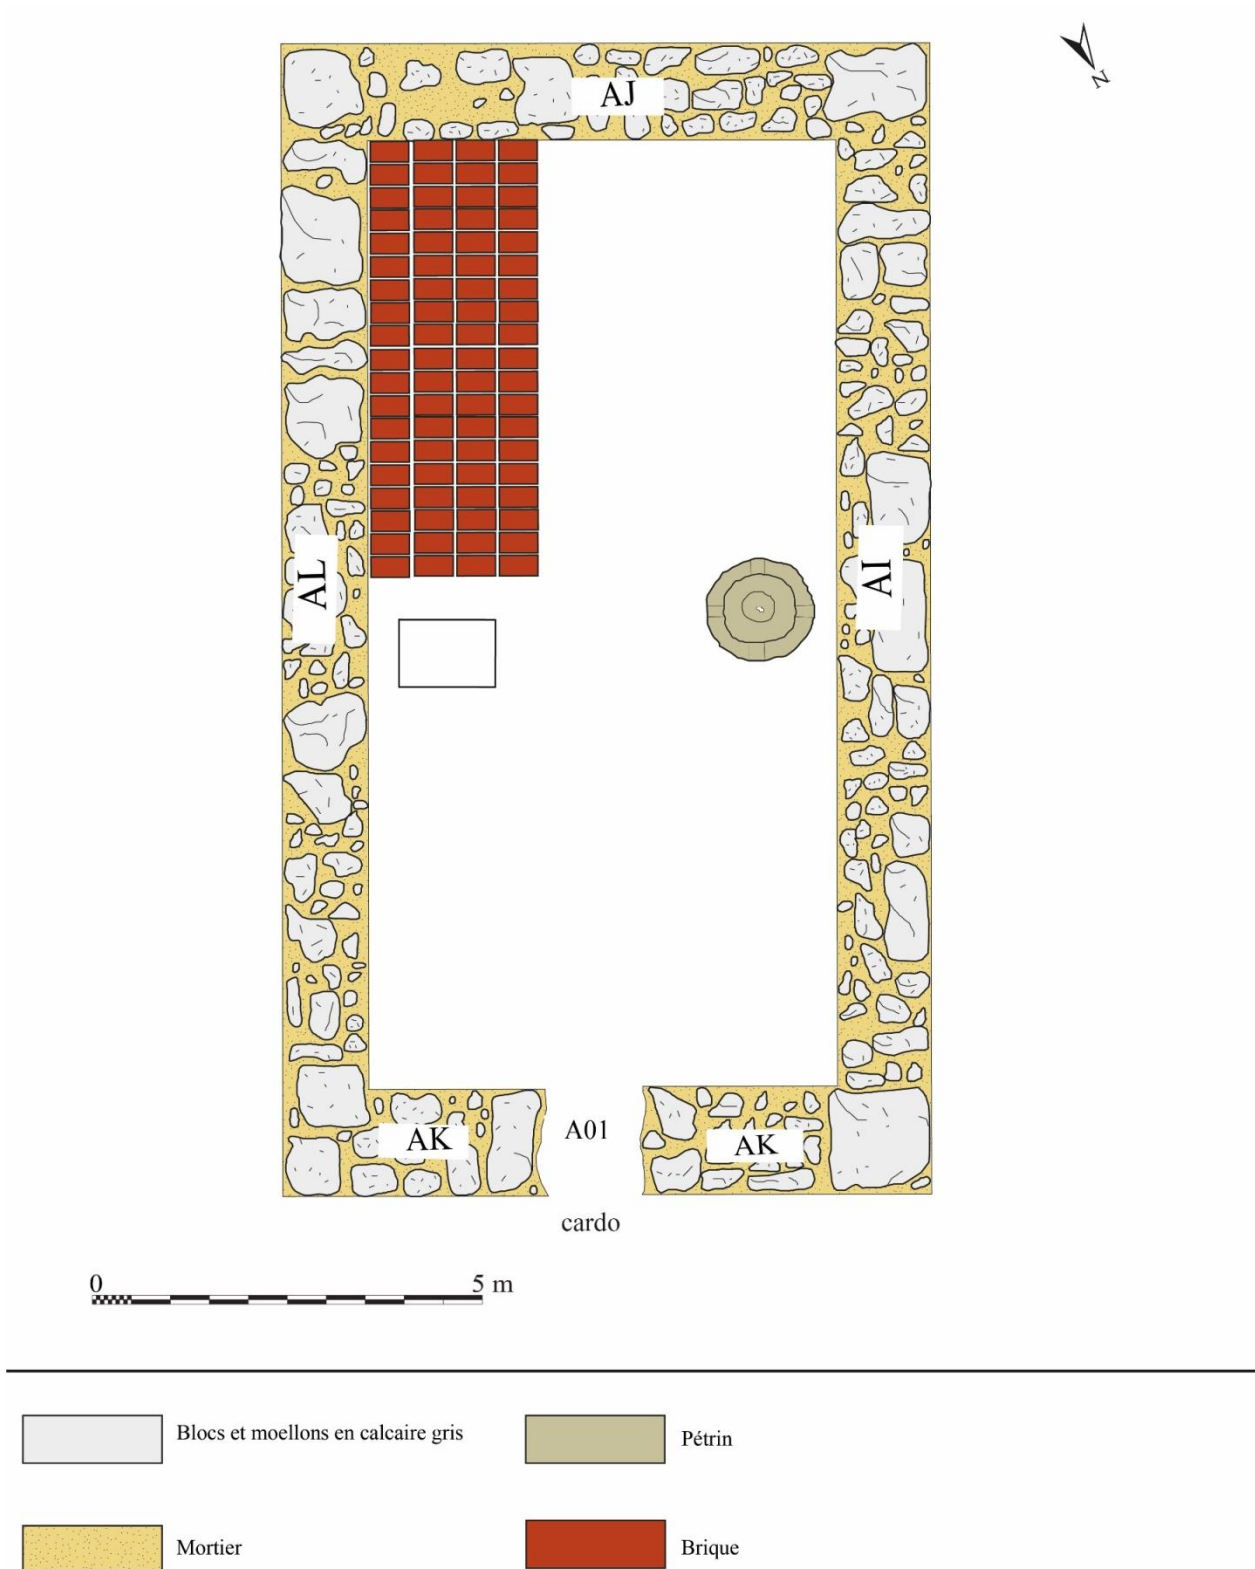 N
AJ
AL
AI
AK
A01
AK
cardo
0 5 m
Blocs et moellons en calcaire gris
Pétrin
Mortier
Brique